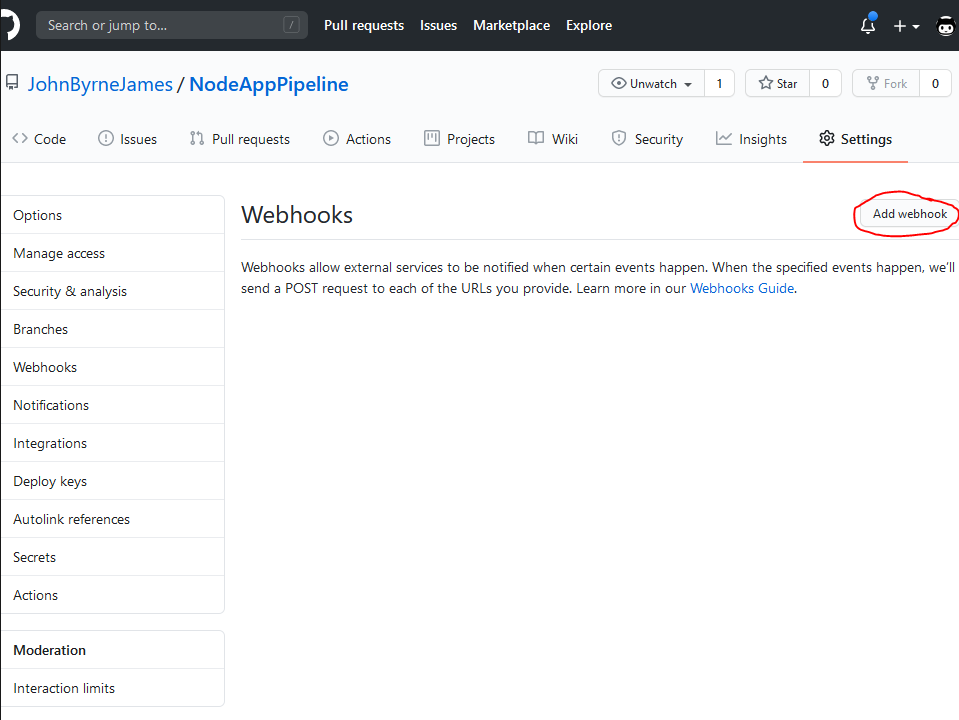 Search or jump to... /
Pull requests Issues Marketplace Explore
JohnByrneJames / NodeAppPipeline
Unwatch 1 Star 0 Fork 0
Code Issues Pull requests Actions Projects Wiki Security Insights Settings
Options
Manage access
Security & analysis
Branches
Webhooks
Notifications
Integrations
Deploy keys
Autolink references
Secrets
Actions
Moderation
Interaction limits
Webhooks
Add webhook
Webhooks allow external services to be notified when certain events happen. When the specified events happen, we'll
send a POST request to each of the URLs you provide. Learn more in our Webhooks Guide.